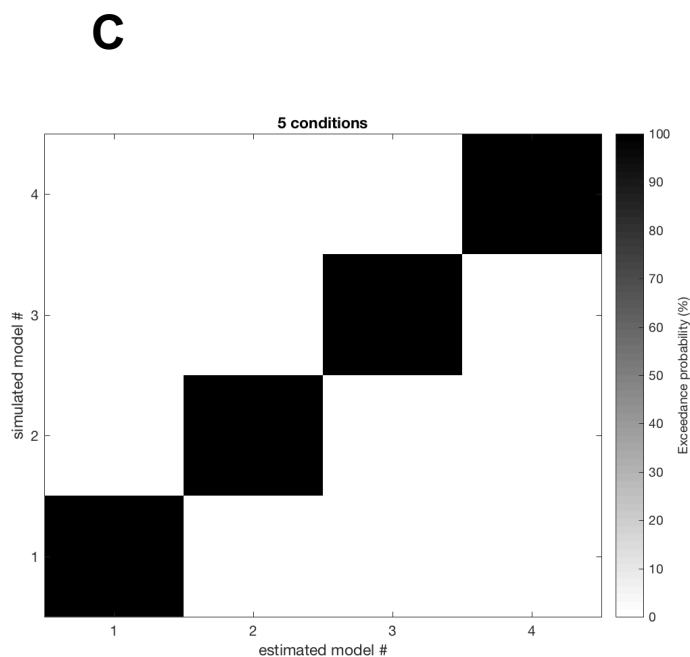 C
5 conditions
4
3
2
1
simulated model #
1 2 3 4
estimated model #
100
90
80
70
60
50
40
30
20
10
0
Exceedance probability (%)